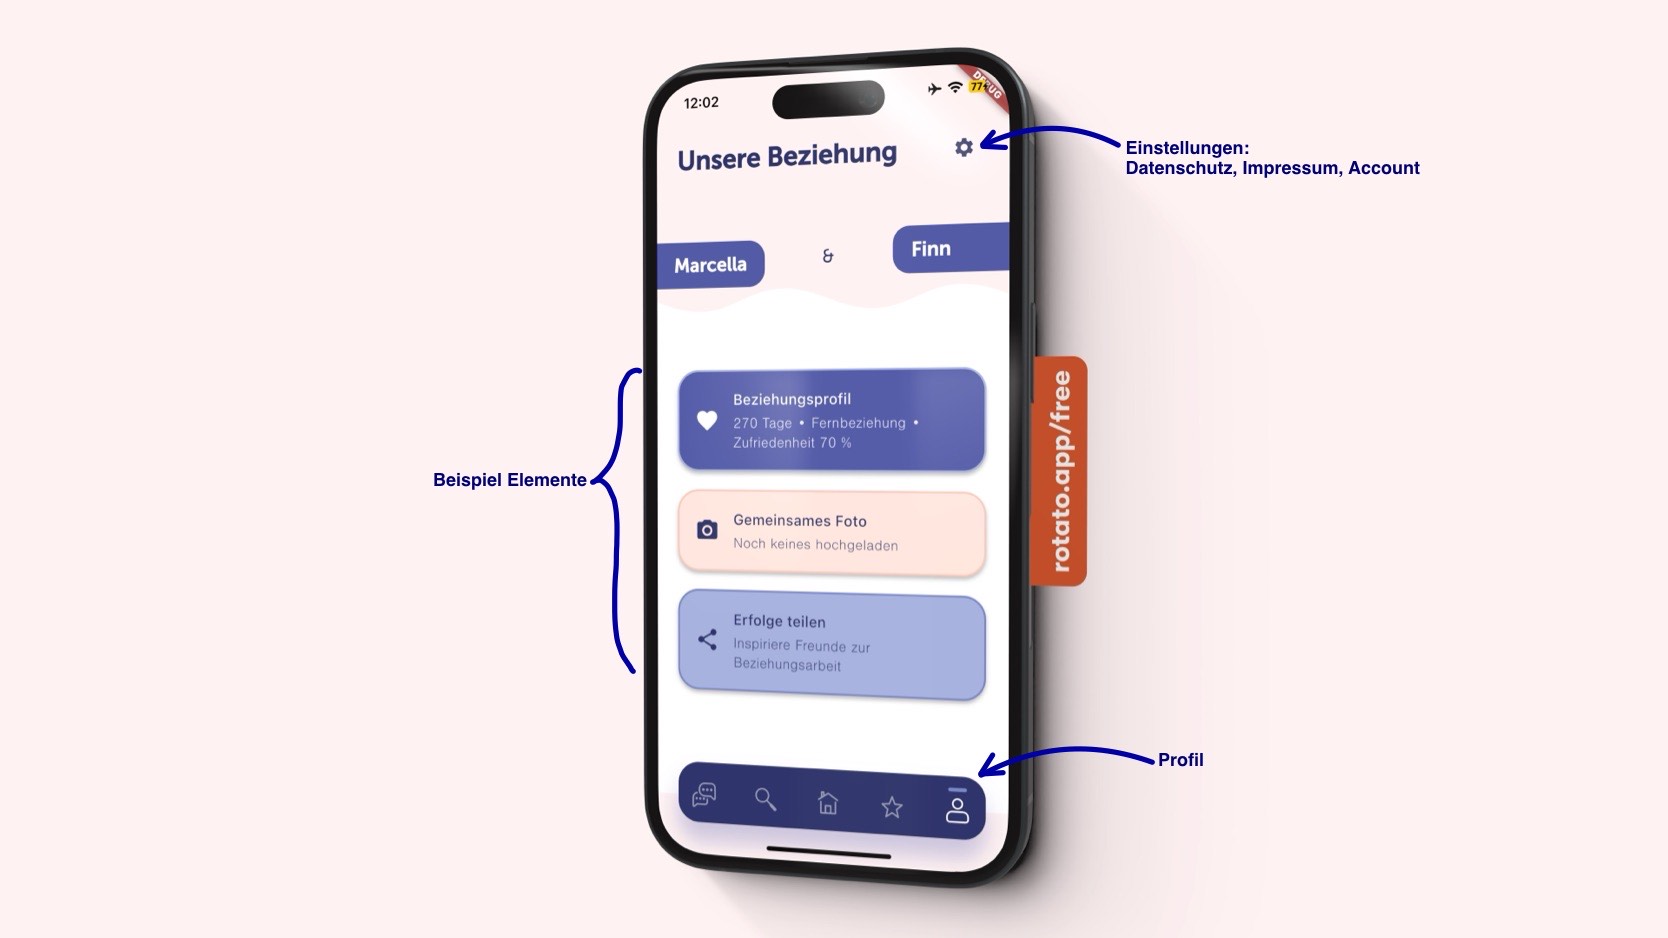 12:02
77
DEBUG
Unsere Beziehung
Einstellungen:
Datenschutz, Impressum, Account
Marcella
&
Finn
Beziehungsprofil
270 Tage • Fernbeziehung •
Zufriedenheit 70 %
Beispiel Elemente
Gemeinsames Foto
Noch keines hochgeladen
rotato.app/free
Erfolge teilen
Inspiriere Freunde zur
Beziehungsarbeit
Profil